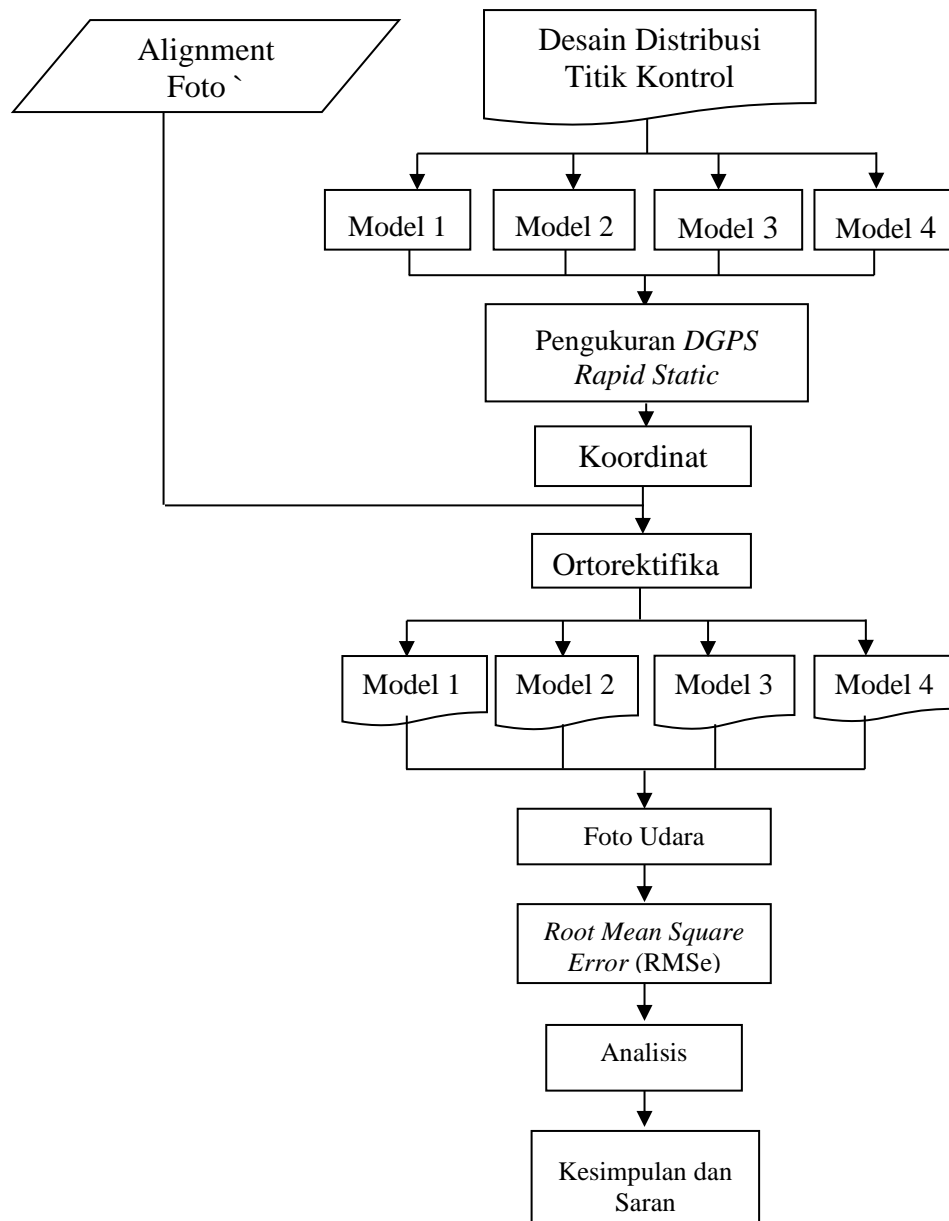 Alignment
Foto `
Desain Distribusi
Titik Kontrol
Model 1
Model 2
Model 3
Model 4
Pengukuran DGPS
Rapid Static
Koordinat
Ortorektifika
Model 1
Model 2
Model 3
Model 4
Foto Udara
Root Mean Square
Error (RMSe)
Analisis
Kesimpulan dan
Saran